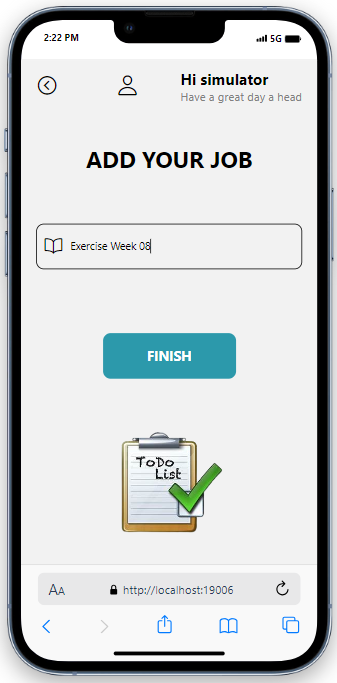 2:22 PM
5G
Hi simulator
Have a great day a head
ADD YOUR JOB
Exercise Week 08
FINISH
ToDo
List
AA
http://localhost:19006